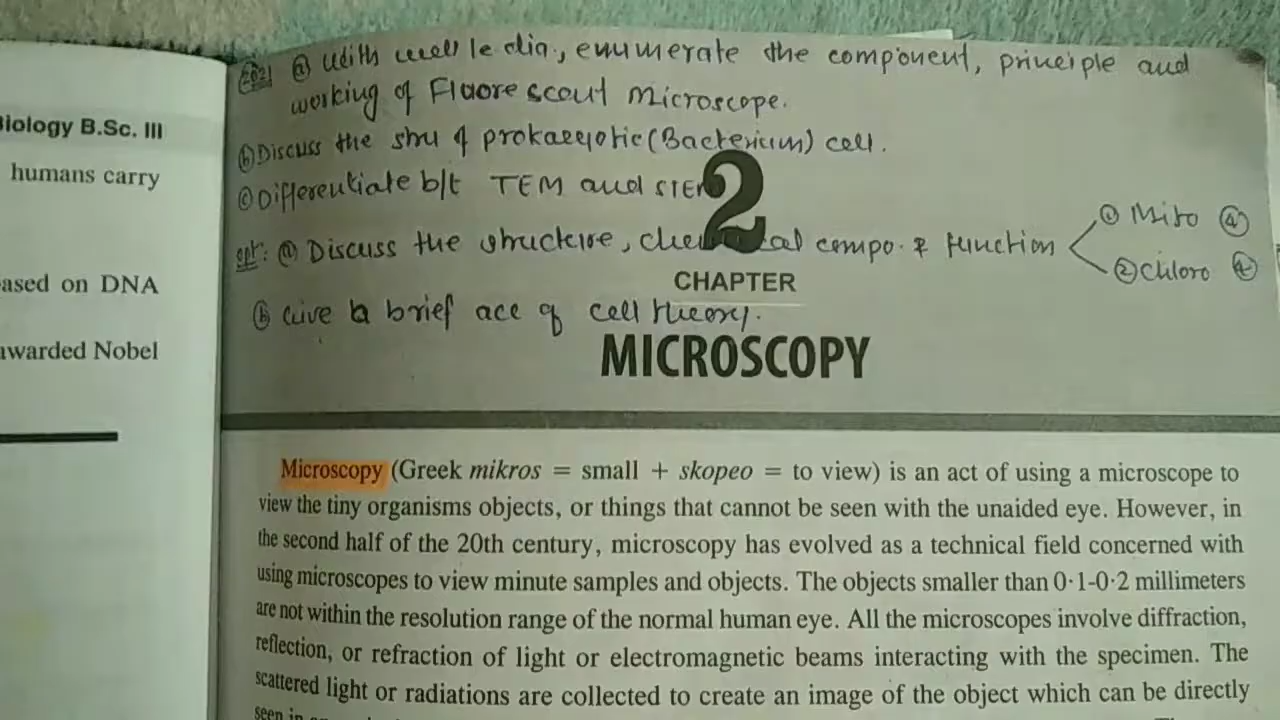 Biology B.Sc. III
humans carry
ased on DNA
awarded Nobel
2021 ⓐ With well le dia., enumerate the component, principle and
working of Fluorescout Microscope.
ⓑ Discuss the stru of prokaryotic (Bacterium) cell.
ⓒ Differentiate b/t TEM and STEM
2
opt: ⓐ Discuss the structure, chemical compo. & function ① Mito ④
② Chloro ④
CHAPTER
ⓑ Give a brief acc of cell theory.
MICROSCOPY
Microscopy (Greek mikros = small + skopeo = to view) is an act of using a microscope to
view the tiny organisms objects, or things that cannot be seen with the unaided eye. However, in
the second half of the 20th century, microscopy has evolved as a technical field concerned with
using microscopes to view minute samples and objects. The objects smaller than 0·1-0·2 millimeters
are not within the resolution range of the normal human eye. All the microscopes involve diffraction,
reflection, or refraction of light or electromagnetic beams interacting with the specimen. The
scattered light or radiations are collected to create an image of the object which can be directly
seen in